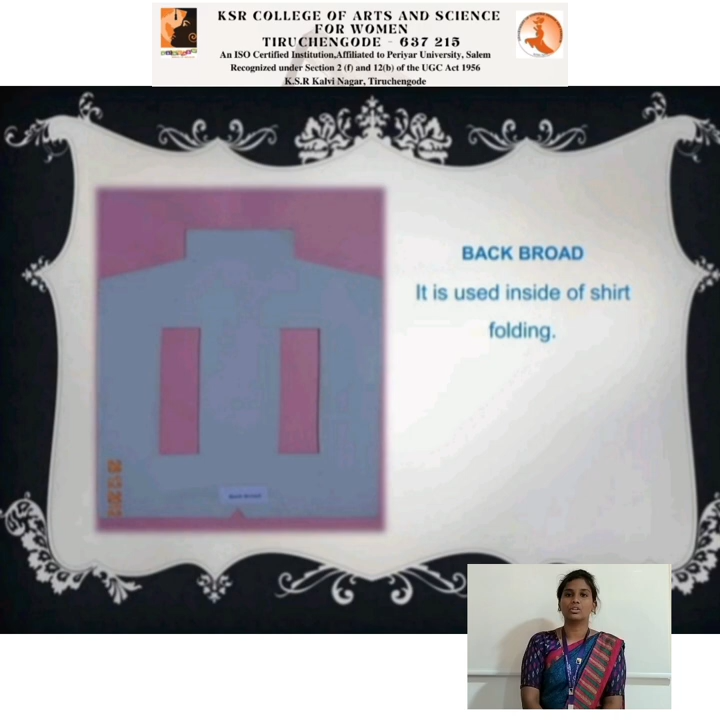 KSR COLLEGE OF ARTS AND SCIENCE
FOR WOMEN
TIRUCHENGODE - 637 215
An ISO Certified Institution,Affiliated to Periyar University, Salem
Recognized under Section 2 (f) and 12(b) of the UGC Act 1956
K.S.R Kalvi Nagar, Tiruchengode
BACK BROAD
It is used inside of shirt
folding.
Back Broad